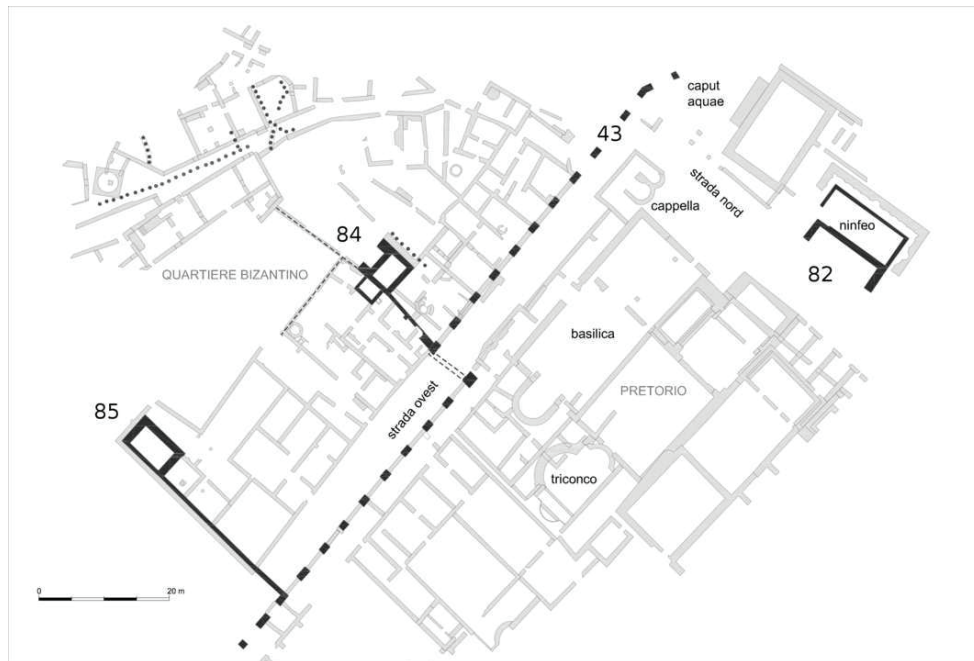 caput
aquae
43
strada nord
cappella
ninfeo
84
82
QUARTIERE BIZANTINO
basilica
PRETORIO
strada ovest
85
triconco
0
20 m